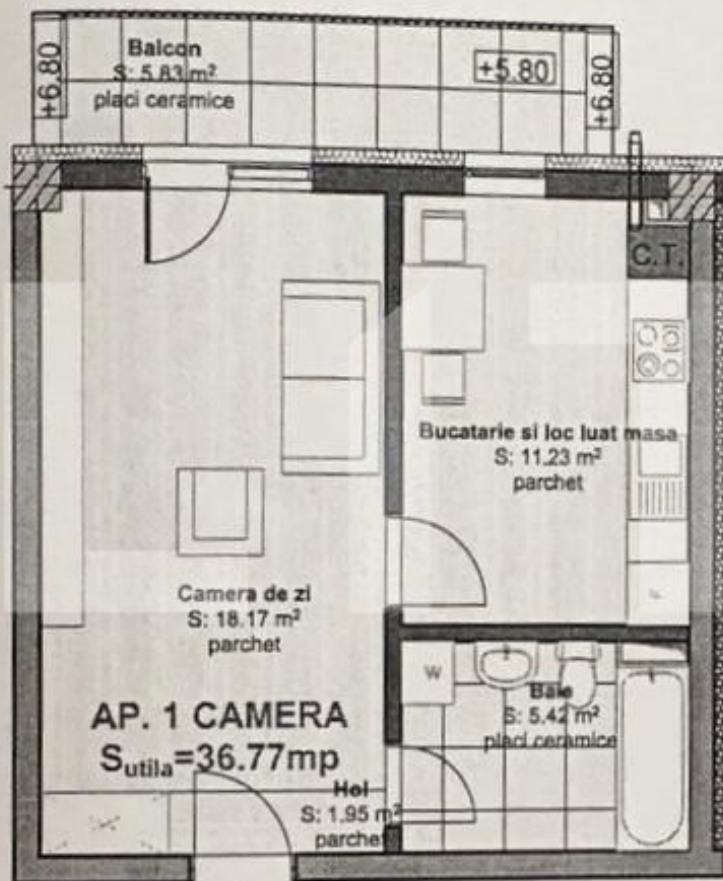 Balcon
S: 5.83 m²
placi ceramice
+6.80
+5.80
+6.80
C.T.
Bucatarie si loc luat masa
S: 11.23 m²
parchet
Camera de zi
S: 18.17 m²
parchet
AP. 1 CAMERA
Sutila=36.77mp
W
Baie
S: 5.42 m²
placi ceramice
Hol
S: 1.95 m²
parchet